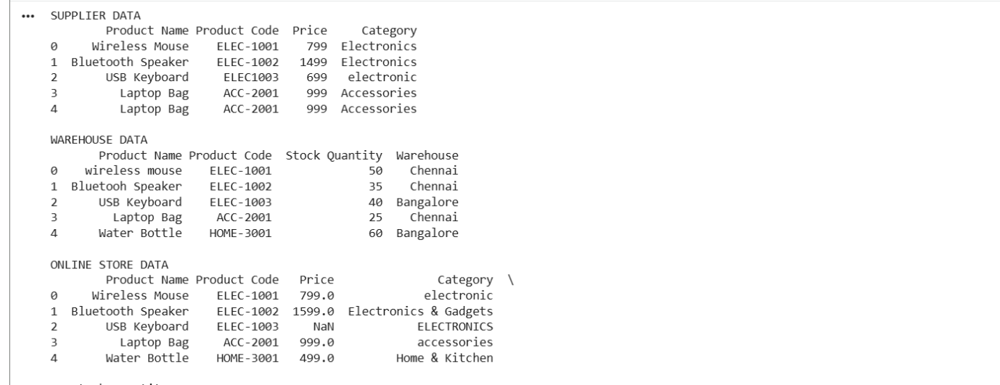 ••• SUPPLIER DATA
Product Name Product Code Price Category
0 Wireless Mouse ELEC-1001 799 Electronics
1 Bluetooth Speaker ELEC-1002 1499 Electronics
2 USB Keyboard ELEC1003 699 electronic
3 Laptop Bag ACC-2001 999 Accessories
4 Laptop Bag ACC-2001 999 Accessories
WAREHOUSE DATA
Product Name Product Code Stock Quantity Warehouse
0 wireless mouse ELEC-1001 50 Chennai
1 Bluetooh Speaker ELEC-1002 35 Chennai
2 USB Keyboard ELEC-1003 40 Bangalore
3 Laptop Bag ACC-2001 25 Chennai
4 Water Bottle HOME-3001 60 Bangalore
ONLINE STORE DATA
Product Name Product Code Price Category \
0 Wireless Mouse ELEC-1001 799.0 electronic
1 Bluetooth Speaker ELEC-1002 1599.0 Electronics & Gadgets
2 USB Keyboard ELEC-1003 NaN ELECTRONICS
3 Laptop Bag ACC-2001 999.0 accessories
4 Water Bottle HOME-3001 499.0 Home & Kitchen